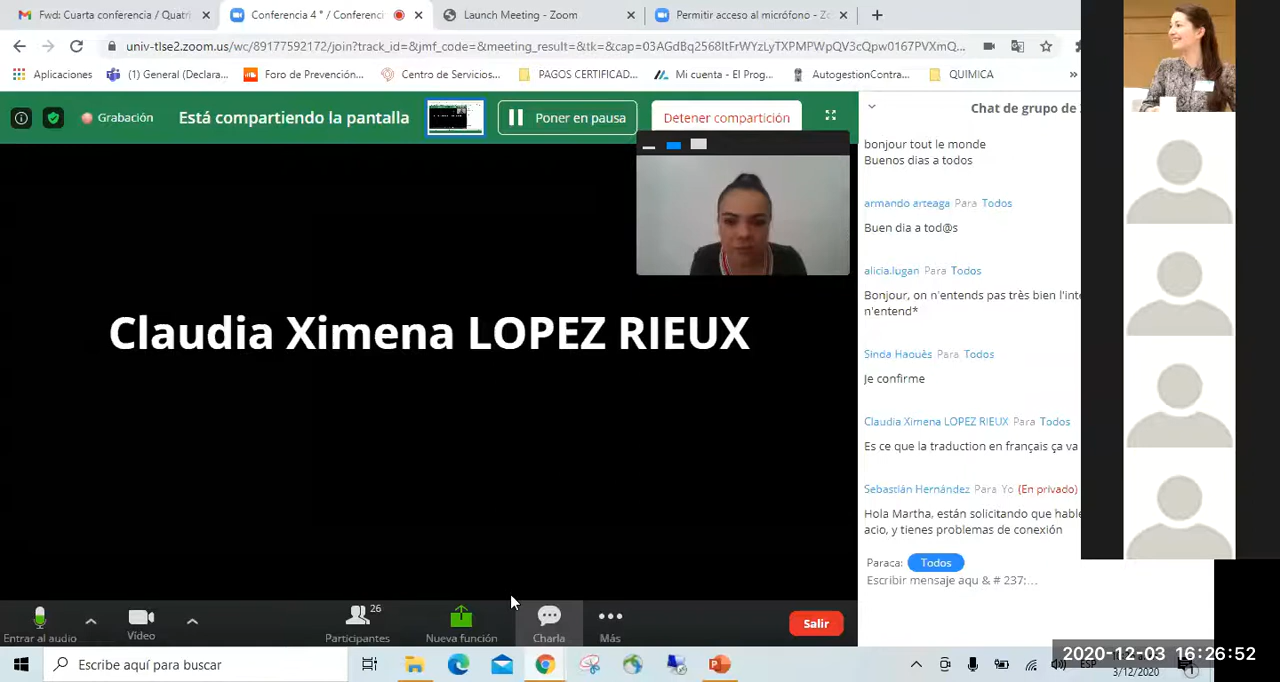 Fwd: Cuarta conferencia / Quatri
Conferencia 4 * / Conferenci
Launch Meeting - Zoom
Permitir acceso al micrófono - Zo
univ-tlse2.zoom.us/wc/89177592172/join?track_id=&jmf_code=&meeting_result=&tk=&cap=03AGdBq2568ItFrWYzLyTXPMPWpQV3cQpw0167PVXmQ...
Aplicaciones
(1) General (Declara...
Foro de Prevención,...
Centro de Servicios...
PAGOS CERTIFICAD...
Mi cuenta - El Prog...
AutogestionContra...
QUIMICA
»
Grabación
Está compartiendo la pantalla
Poner en pausa
Detener compartición
Claudia Ximena LOPEZ RIEUX
Chat de grupo de
bonjour tout le monde
Buenos dias a todos
armando arteaga Para Todos
Buen dia a tod@s
alicia.lugan Para Todos
Bonjour, on n'entends pas très bien l'inte
n'entend*
Sinda Haouès Para Todos
Je confirme
Claudia Ximena LOPEZ RIEUX Para Todos
Es ce que la traduction en français ça va
Sebastián Hernández Para Yo (En privado)
Hola Martha, están solicitando que hable
acio, y tienes problemas de conexión
Paraca: Todos
Escribir mensaje aqu & # 237;...
Entrar al audio
Vídeo
26
Participantes
Nueva función
Charla
Más
Salir
Escribe aquí para buscar
ESP
2020-12-03 16:26:52
3/12/2020
1